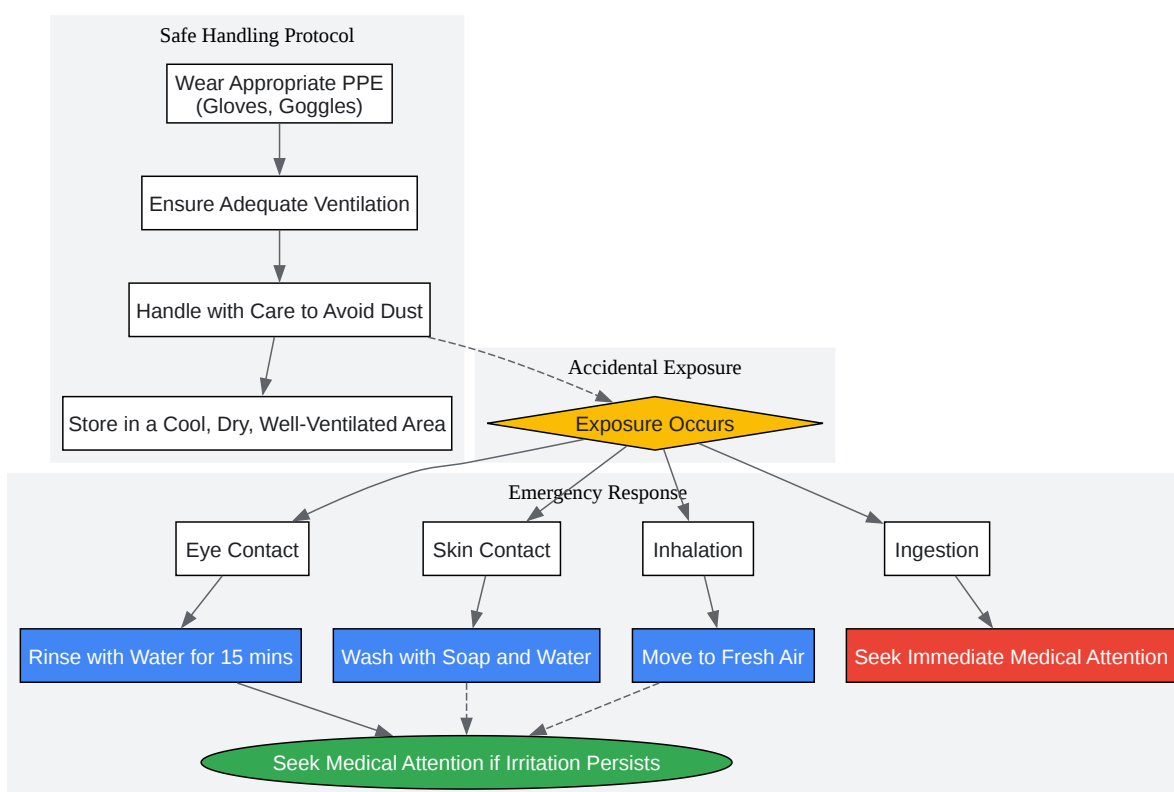 Safe Handling Protocol
Wear Appropriate PPE
(Gloves, Goggles)
Ensure Adequate Ventilation
Handle with Care to Avoid Dust
Store in a Cool, Dry, Well-Ventilated Area
Accidental Exposure
Exposure Occurs
Emergency Response
Eye Contact
Skin Contact
Inhalation
Ingestion
Rinse with Water for 15 mins
Wash with Soap and Water
Move to Fresh Air
Seek Immediate Medical Attention
Seek Medical Attention if Irritation Persists